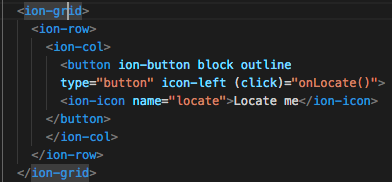 <ion-grid>
<ion-row>
<ion-col>
<button ion-button block outline
type="button" icon-left (click)="onLocate()">
<ion-icon name="locate">Locate me</ion-icon>
</button>
</ion-col>
</ion-row>
</ion-grid>